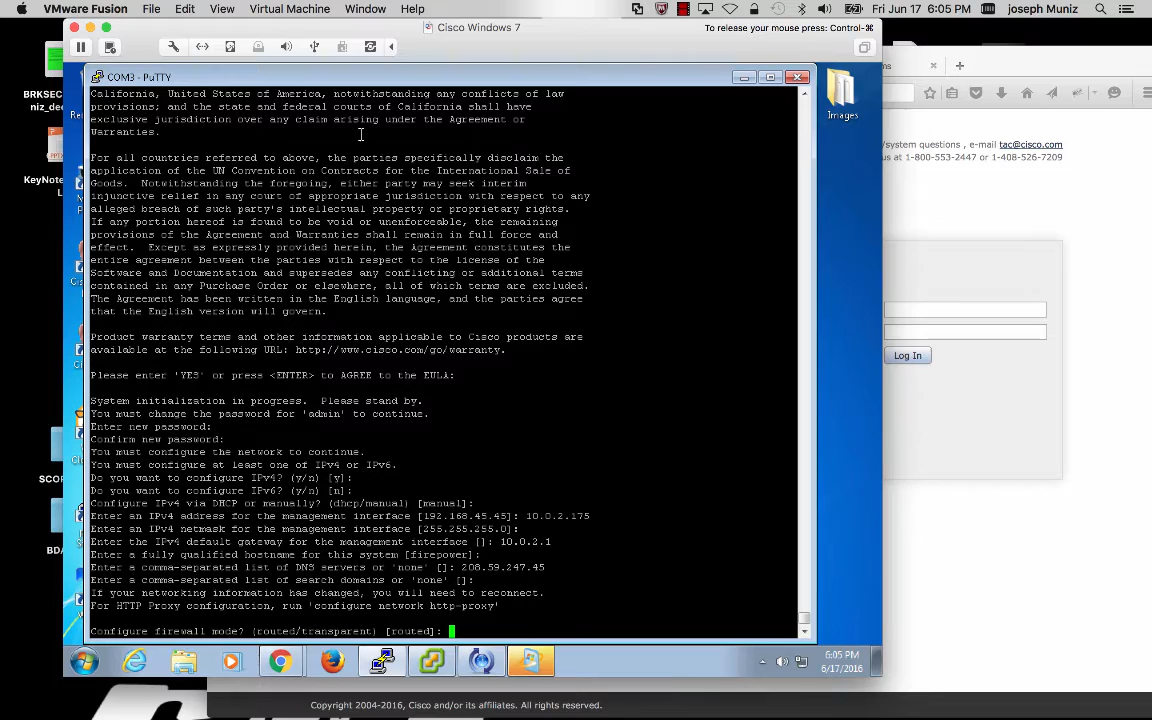 VMware Fusion File Edit View Virtual Machine Window Help Fri Jun 17 6:05 PM joseph Muniz
Cisco Windows 7
To release your mouse press: Control-⌘
COM3 - PuTTY
California, United States of America, notwithstanding any conflicts of law
provisions; and the state and federal courts of California shall have
exclusive jurisdiction over any claim arising under the Agreement or
Warranties.
For all countries referred to above, the parties specifically disclaim the
application of the UN Convention on Contracts for the International Sale of
Goods. Notwithstanding the foregoing, either party may seek interim
injunctive relief in any court of appropriate jurisdiction with respect to any
alleged breach of such party's intellectual property or proprietary rights.
If any portion hereof is found to be void or unenforceable, the remaining
provisions of the Agreement and Warranties shall remain in full force and
effect. Except as expressly provided herein, the Agreement constitutes the
entire agreement between the parties with respect to the license of the
Software and Documentation and supersedes any conflicting or additional terms
contained in any Purchase Order or elsewhere, all of which terms are excluded.
The Agreement has been written in the English language, and the parties agree
that the English version will govern.
Product warranty terms and other information applicable to Cisco products are
available at the following URL: http://www.cisco.com/go/warranty.
Please enter 'YES' or press <ENTER> to AGREE to the EULA:
System initialization in progress. Please stand by.
You must change the password for 'admin' to continue.
Enter new password:
Confirm new password:
You must configure the network to continue.
You must configure at least one of IPv4 or IPv6.
Do you want to configure IPv4? (y/n) [y]:
Do you want to configure IPv6? (y/n) [n]:
Configure IPv4 via DHCP or manually? (dhcp/manual) [manual]:
Enter an IPv4 address for the management interface [192.168.45.45]: 10.0.2.175
Enter an IPv4 netmask for the management interface [255.255.255.0]:
Enter the IPv4 default gateway for the management interface []: 10.0.2.1
Enter a fully qualified hostname for this system [firepower]:
Enter a comma-separated list of DNS servers or 'none' []: 208.59.247.45
Enter a comma-separated list of search domains or 'none' []:
If your networking information has changed, you will need to reconnect.
For HTTP Proxy configuration, run 'configure network http-proxy'
Configure firewall mode? (routed/transparent) [routed]:
Images
BRKSEC
niz_dec
PPTX
KeyNote
SCOR
BDA
/system questions , e-mail tac@cisco.com
us at 1-800-553-2447 or 1-408-526-7209
Log In
6:05 PM
6/17/2016
Copyright 2004-2016, Cisco and/or its affiliates. All rights reserved.